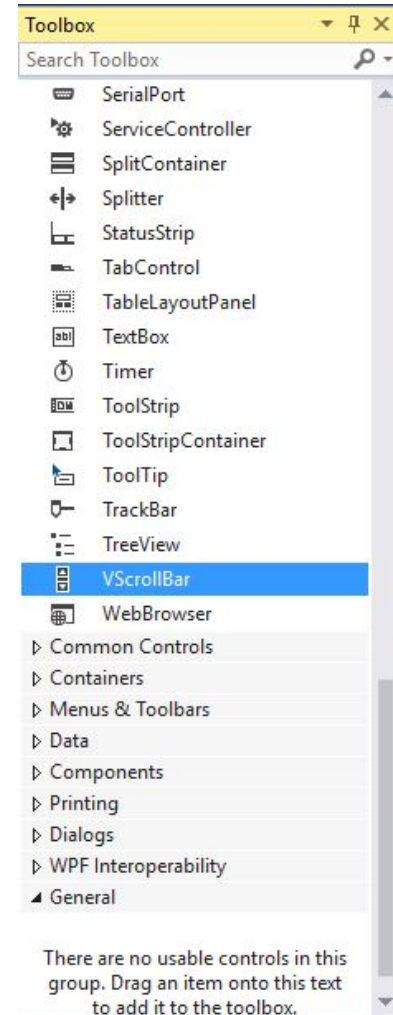 Toolbox
Search Toolbox
SerialPort
ServiceController
SplitContainer
Splitter
StatusStrip
TabControl
TableLayoutPanel
TextBox
Timer
ToolStrip
ToolStripContainer
ToolTip
TrackBar
TreeView
VScrollBar
WebBrowser
Common Controls
Containers
Menus & Toolbars
Data
Components
Printing
Dialogs
WPF Interoperability
General
There are no usable controls in this
group. Drag an item onto this text
to add it to the toolbox.